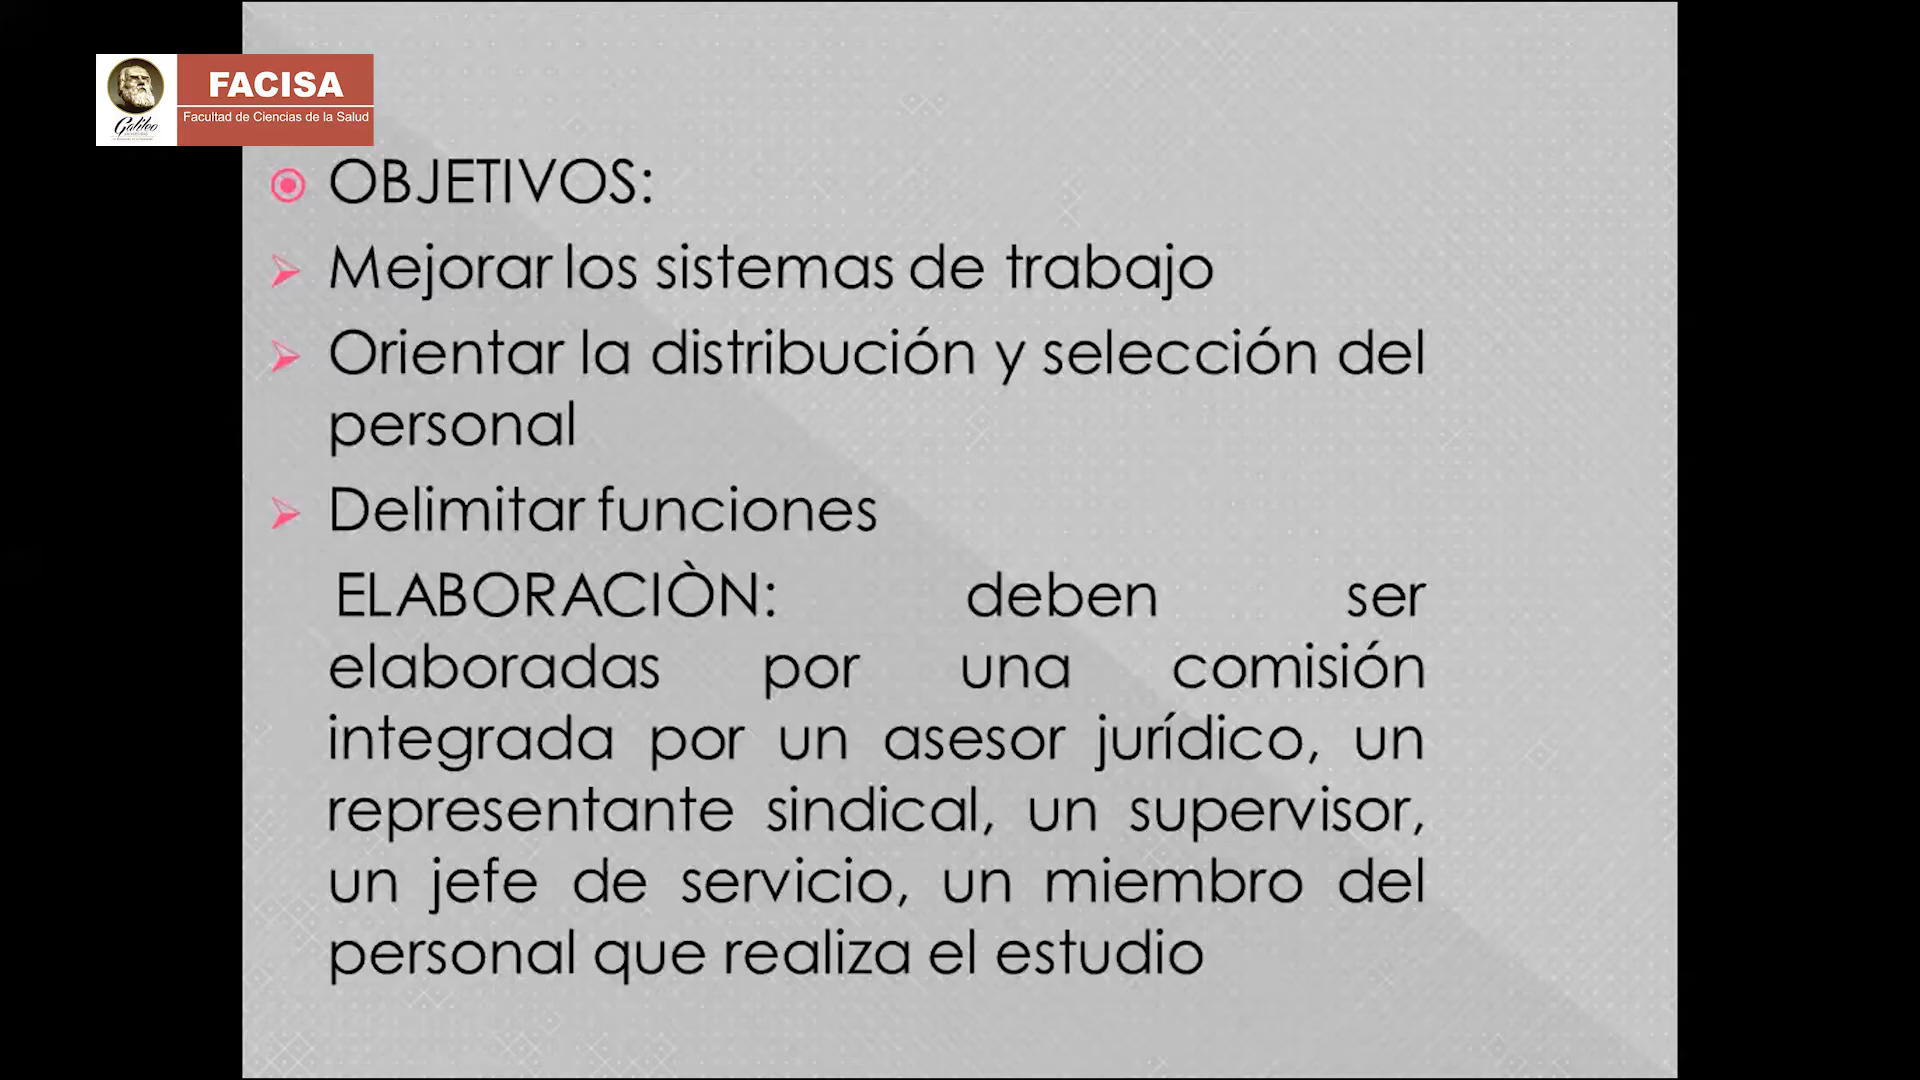 FACISA
Facultad de Ciencias de la Salud
Galileo
OBJETIVOS:
Mejorar los sistemas de trabajo
Orientar la distribución y selección del
personal
Delimitar funciones
ELABORACIÒN: deben ser
elaboradas por una comisión
integrada por un asesor jurídico, un
representante sindical, un supervisor,
un jefe de servicio, un miembro del
personal que realiza el estudio